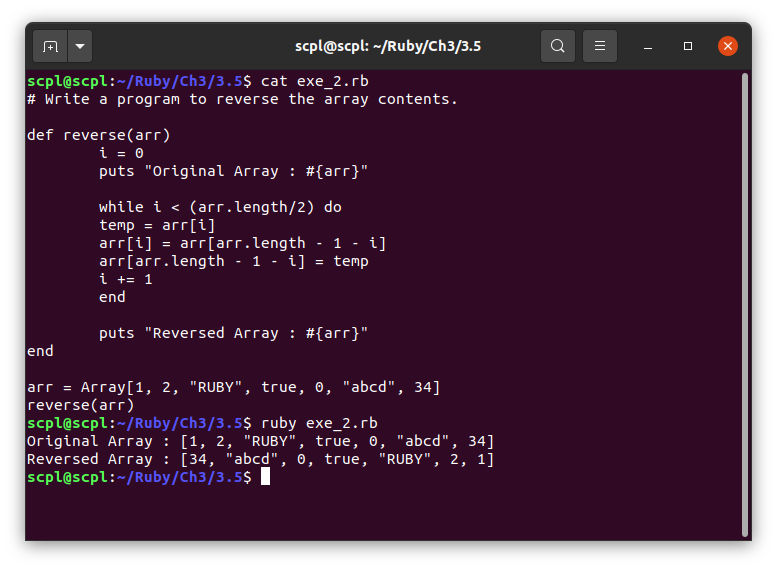 scpl@scpl: ~/Ruby/Ch3/3.5
scpl@scpl:~/Ruby/Ch3/3.5$ cat exe_2.rb
# Write a program to reverse the array contents.

def reverse(arr)
        i = 0
        puts "Original Array : #{arr}"

        while i < (arr.length/2) do
        temp = arr[i]
        arr[i] = arr[arr.length - 1 - i]
        arr[arr.length - 1 - i] = temp
        i += 1
        end

        puts "Reversed Array : #{arr}"
end

arr = Array[1, 2, "RUBY", true, 0, "abcd", 34]
reverse(arr)
scpl@scpl:~/Ruby/Ch3/3.5$ ruby exe_2.rb
Original Array : [1, 2, "RUBY", true, 0, "abcd", 34]
Reversed Array : [34, "abcd", 0, true, "RUBY", 2, 1]
scpl@scpl:~/Ruby/Ch3/3.5$